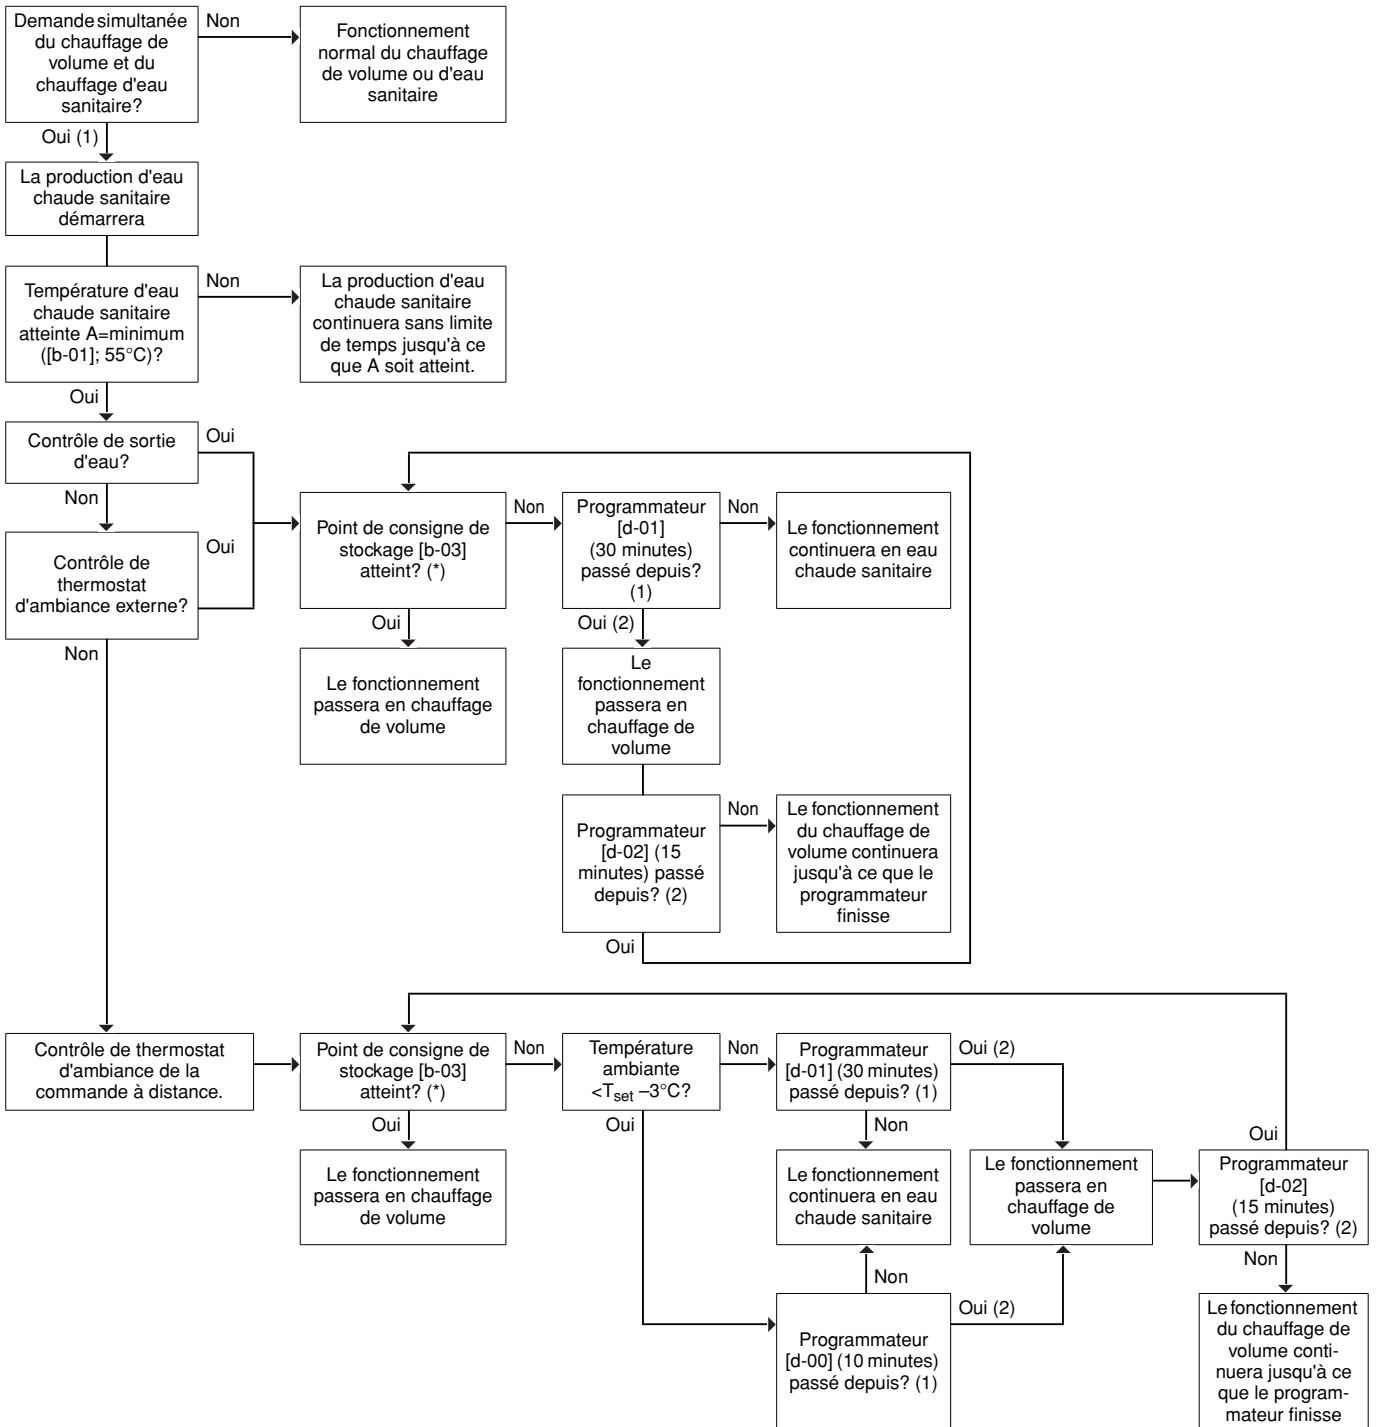 Demande simultanée
du chauffage de
volume et du
chauffage d'eau
sanitaire?
Non
Fonctionnement
normal du chauffage
de volume ou d'eau
sanitaire
Oui (1)
La production d'eau
chaude sanitaire
démarrera
Température d'eau
chaude sanitaire
atteinte A=minimum
([b-01]; 55°C)?
Non
La production d'eau
chaude sanitaire
continuera sans limite
de temps jusqu'à ce
que A soit atteint.
Oui
Contrôle de sortie
d'eau?
Oui
Non
Contrôle de
thermostat
d'ambiance externe?
Oui
Non
Point de consigne de
stockage [b-03]
atteint? (*)
Non
Programmateur
[d-01]
(30 minutes)
passé depuis?
(1)
Non
Le fonctionnement
continuera en eau
chaude sanitaire
Oui
Le fonctionnement
passera en chauffage
de volume
Oui (2)
Le
fonctionnement
passera en
chauffage de
volume
Programmateur
[d-02] (15
minutes) passé
depuis? (2)
Non
Le fonctionnement
du chauffage de
volume continuera
jusqu'à ce que le
programmateur
finisse
Oui
Contrôle de thermostat
d'ambiance de la
commande à distance.
Point de consigne de
stockage [b-03]
atteint? (*)
Non
Température
ambiante
<Tset –3°C?
Non
Programmateur
[d-01] (30 minutes)
passé depuis? (1)
Oui (2)
Oui
Le fonctionnement
passera en chauffage
de volume
Oui
Non
Le fonctionnement
continuera en eau
chaude sanitaire
Le fonctionnement
passera en
chauffage de
volume
Oui
Programmateur
[d-02]
(15 minutes)
passé depuis? (2)
Non
Non
Programmateur
[d-00] (10 minutes)
passé depuis? (1)
Oui (2)
Le fonctionnement
du chauffage de
volume conti-
nuera jusqu'à ce
que le program-
mateur finisse